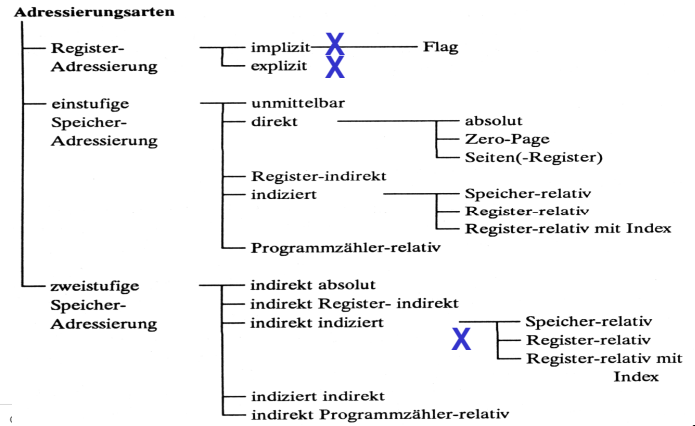 Adressierungsarten
Register- implizit X Flag
Adressierung explizit X
einstufige unmittelbar
Speicher- direkt absolut
Adressierung Zero-Page
Seiten(-Register)
Register-indirekt
indiziert Speicher-relativ
Register-relativ
Register-relativ mit Index
Programmzähler-relativ
zweistufige indirekt absolut
Speicher- indirekt Register- indirekt
Adressierung indirekt indiziert Speicher-relativ
X Register-relativ
Register-relativ mit
Index
indiziert indirekt
indirekt Programmzähler-relativ